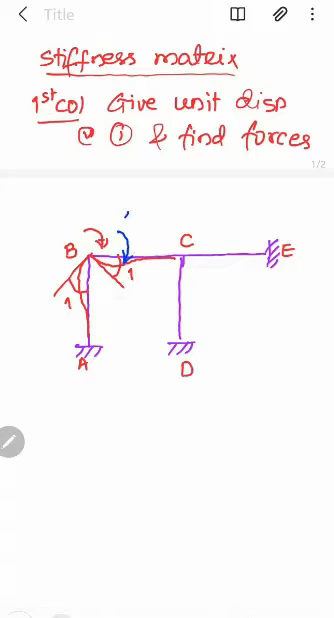 Title
stiffness matrix
1st col Give unit disp
@ ① & find forces
1/2
B
C
E
1
1
A
D